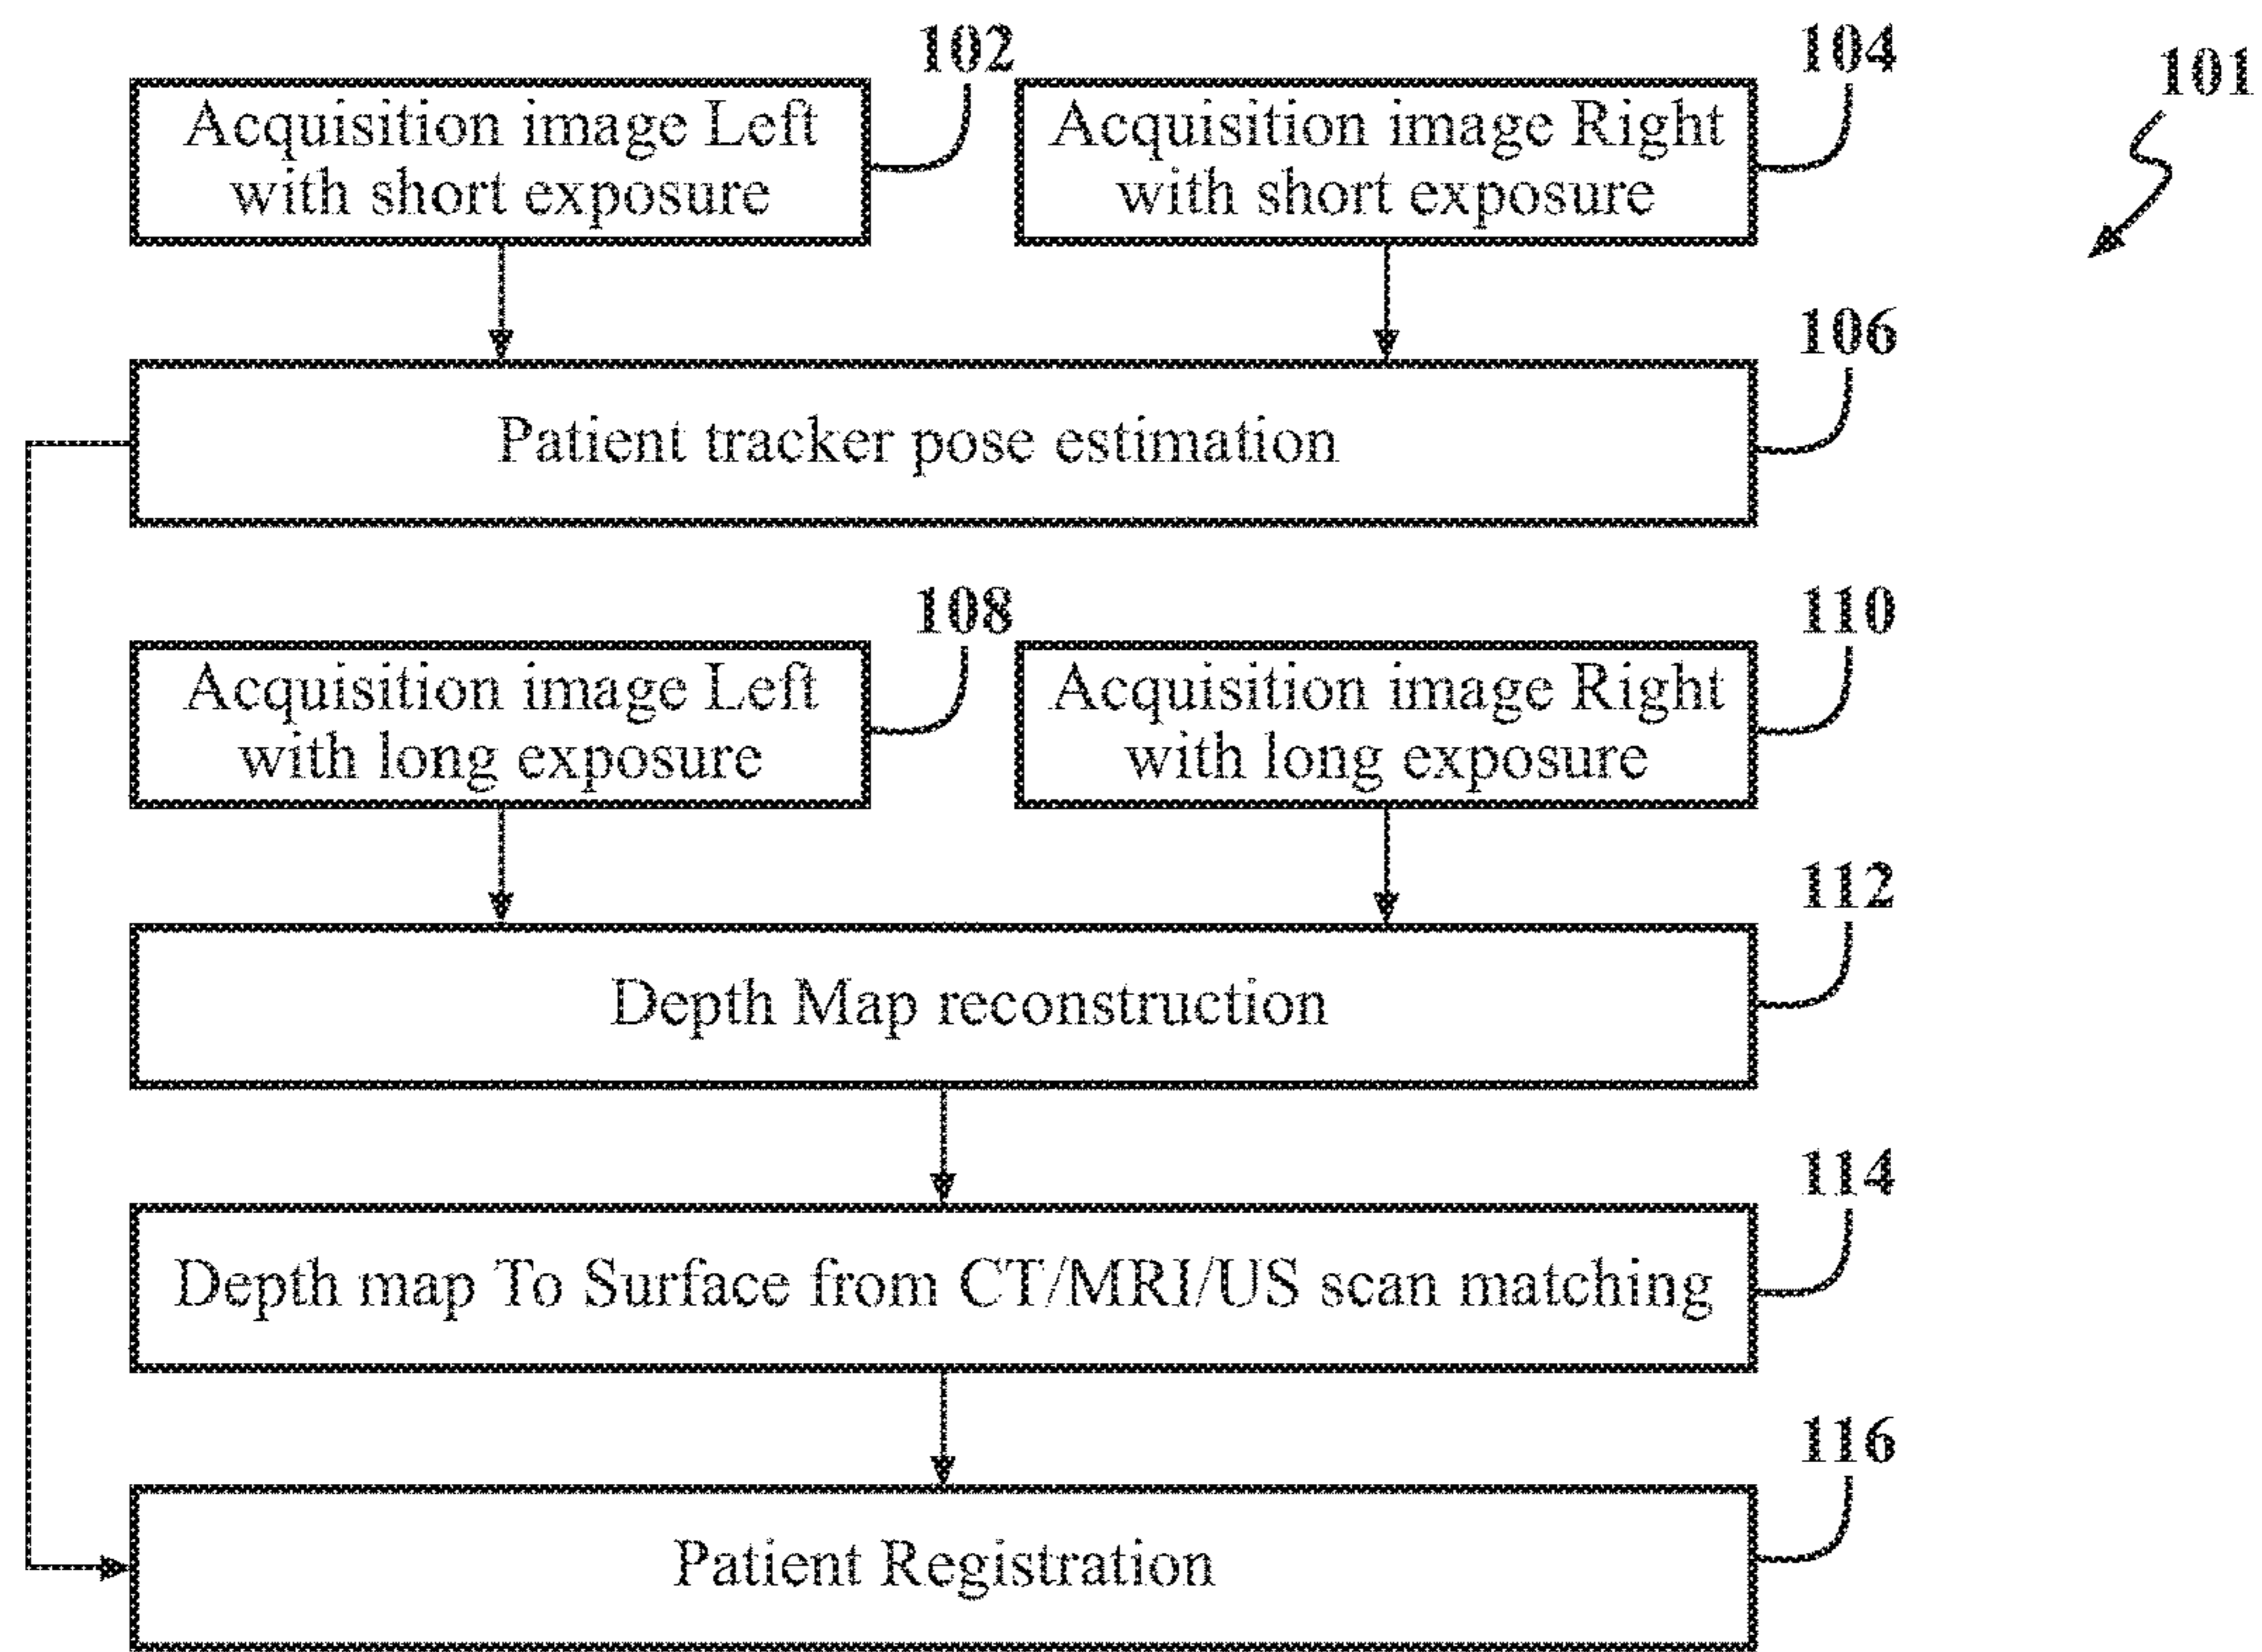 102
104
101
Acquisition image Left
with short exposure
Acquisition image Right
with short exposure
106
Patient tracker pose estimation
108
110
Acquisition image Left
with long exposure
Acquisition image Right
with long exposure
112
Depth Map reconstruction
114
Depth map To Surface from CT/MRI/US scan matching
116
Patient Registration